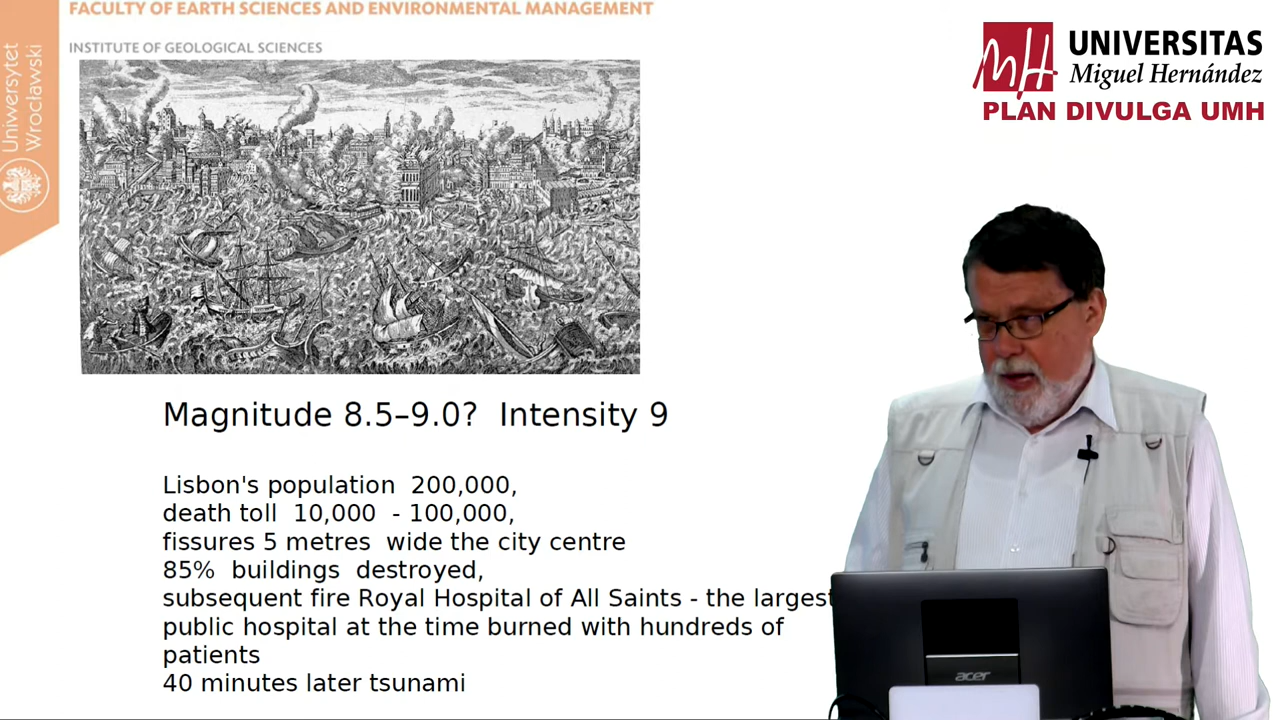 FACULTY OF EARTH SCIENCES AND ENVIRONMENTAL MANAGEMENT
INSTITUTE OF GEOLOGICAL SCIENCES
Uniwersytet
Wrocławski
UNIVERSITAS
Miguel Hernández
PLAN DIVULGA UMH
Magnitude 8.5–9.0?  Intensity 9
Lisbon's population  200,000,
death toll  10,000  - 100,000,
fissures 5 metres  wide the city centre
85%  buildings  destroyed,
subsequent fire Royal Hospital of All Saints - the largest
public hospital at the time burned with hundreds of
patients
40 minutes later tsunami
acer